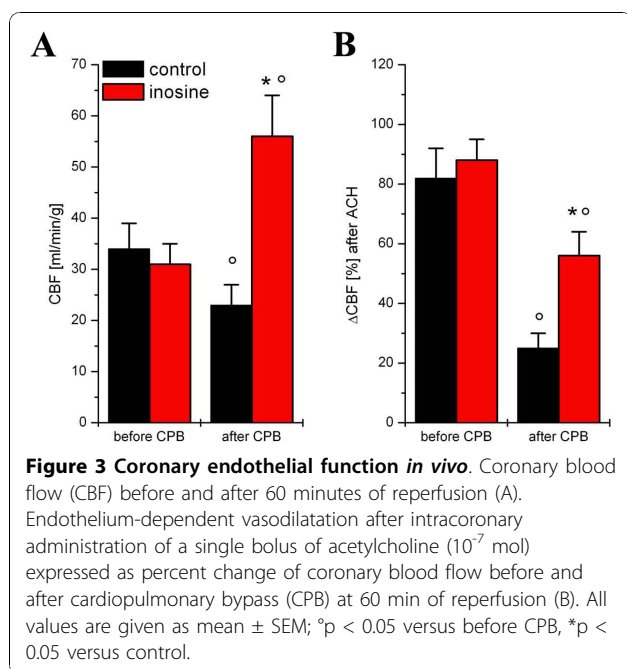 A
B
control
inosine
* °
°
CBF [ml/min/g]
70
60
50
40
30
20
10
0
before CPB after CPB
* °
°
ΔCBF [%] after ACH
120
100
80
60
40
20
0
before CPB after CPB
Figure 3 Coronary endothelial function in vivo. Coronary blood
flow (CBF) before and after 60 minutes of reperfusion (A).
Endothelium-dependent vasodilatation after intracoronary
administration of a single bolus of acetylcholine (10⁻⁷ mol)
expressed as percent change of coronary blood flow before and
after cardiopulmonary bypass (CPB) at 60 min of reperfusion (B). All
values are given as mean ± SEM; °p < 0.05 versus before CPB, *p <
0.05 versus control.